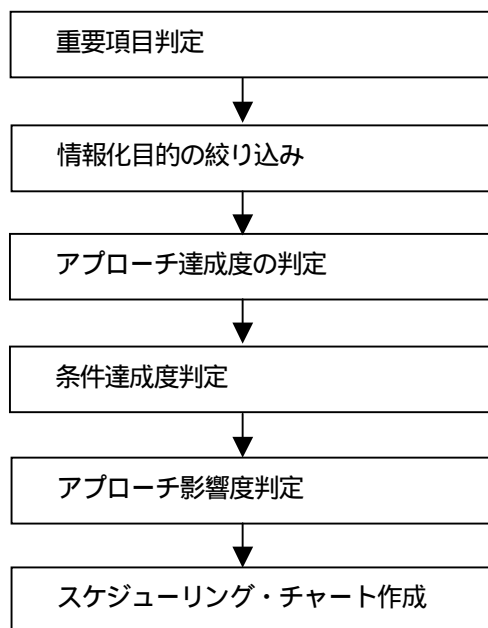 重要項目判定
情報化目的の絞り込み
アプローチ達成度の判定
条件達成度判定
アプローチ影響度判定
スケジューリング・チャート作成